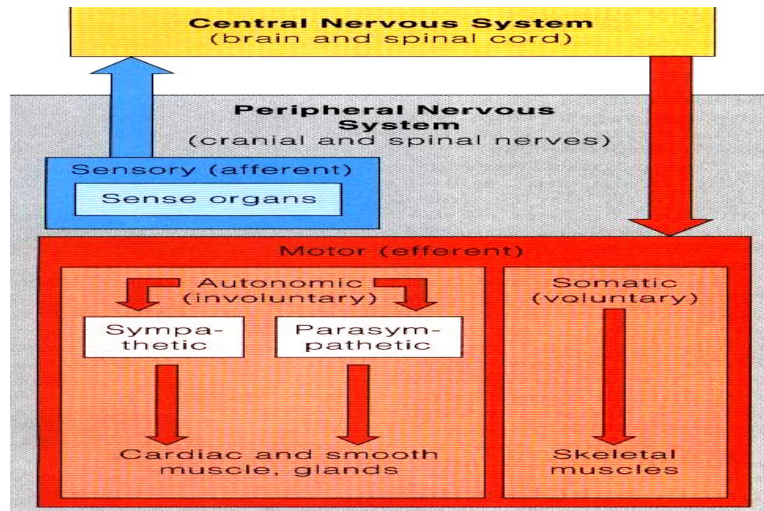 Central Nervous System
(brain and spinal cord)
Peripheral Nervous
System
(cranial and spinal nerves)
Sensory (afferent)
Sense organs
Motor (efferent)
Autonomic
(involuntary)
Sympa-
thetic
Parasym-
pathetic
Cardiac and smooth
muscle, glands
Somatic
(voluntary)
Skeletal
muscles